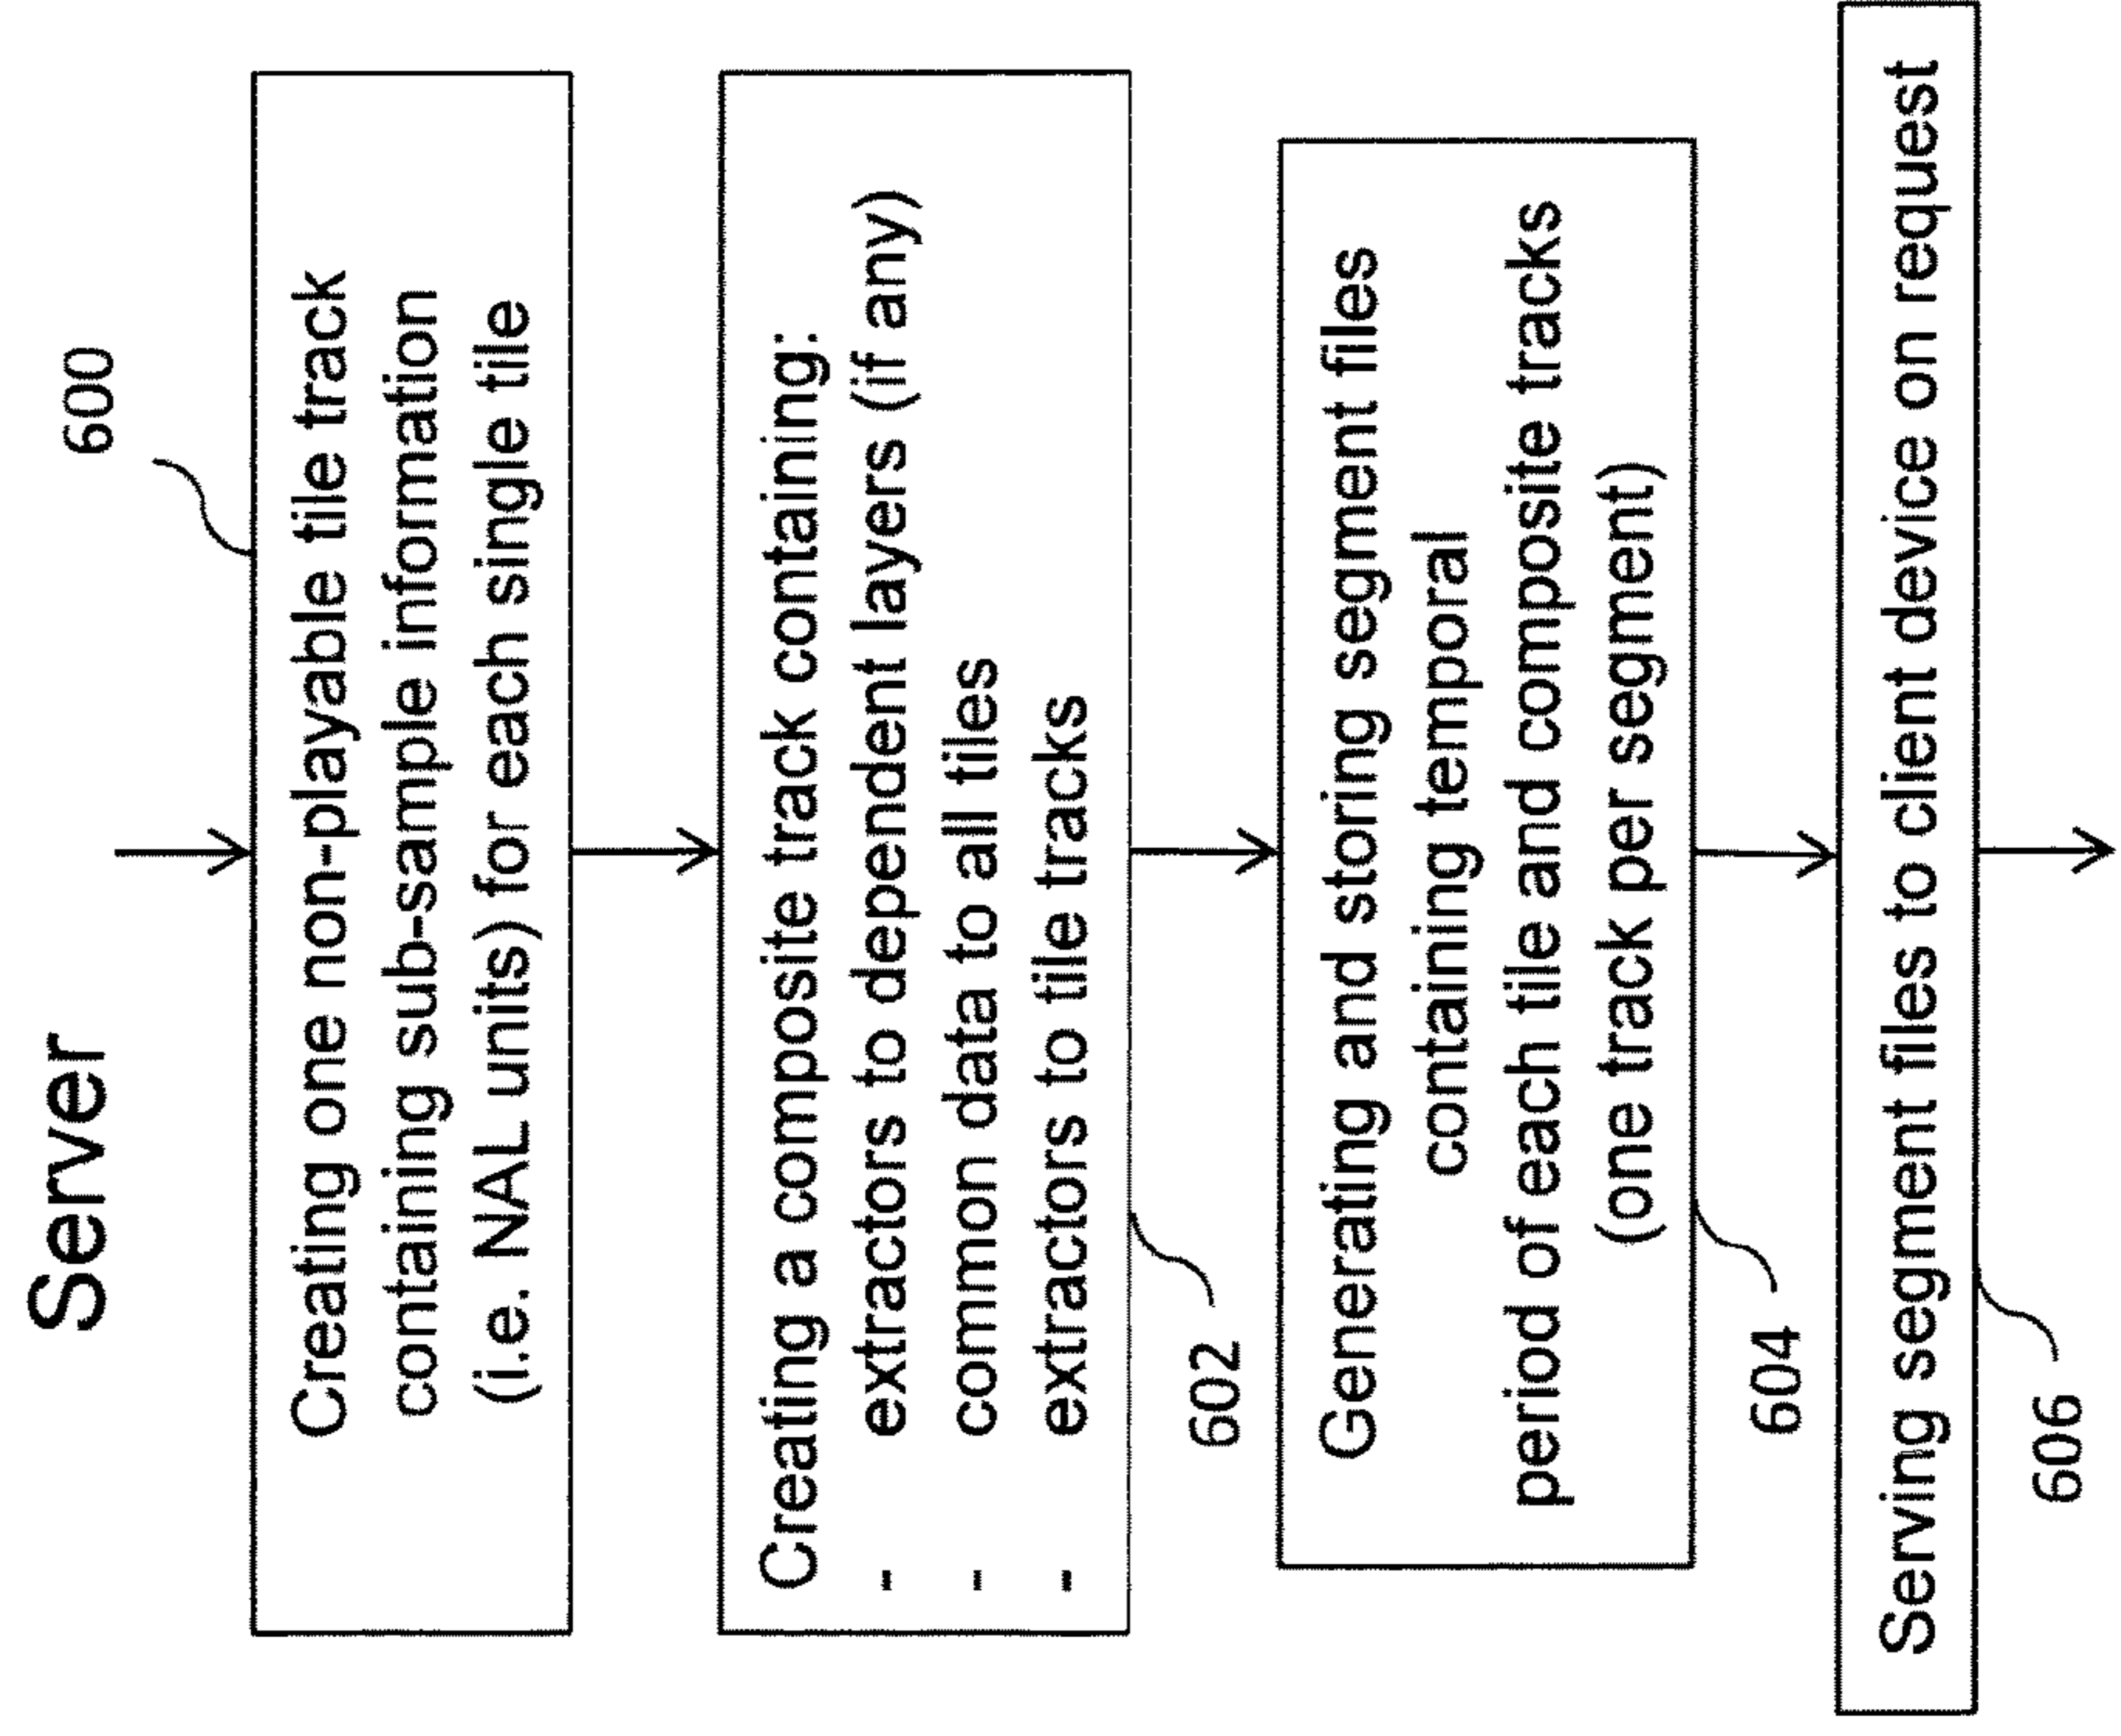 Server
600
Creating one non-playable tile track
containing sub-sample information
(i.e. NAL units) for each single tile
Creating a composite track containing:
- extractors to dependent layers (if any)
- common data to all tiles
- extractors to tile tracks
602
Generating and storing segment files
containing temporal
period of each tile and composite tracks
(one track per segment)
604
Serving segment files to client device on request
606